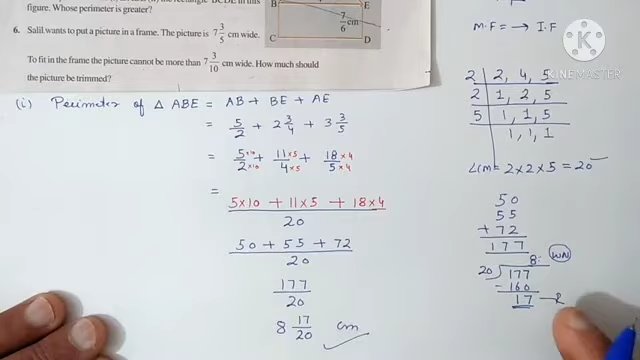 figure. Whose perimeter is greater?
B E
7/6 cm
C D
6. Salil wants to put a picture in a frame. The picture is 7 3/5 cm wide.
To fit in the frame the picture cannot be more than 7 3/10 cm wide. How much should
the picture be trimmed?
(i) Perimeter of △ ABE = AB + BE + AE
= 5/2 + 2 3/4 + 3 3/5
= 5×10/2×10 + 11×5/4×5 + 18×4/5×4
= 5×10 + 11×5 + 18×4
20
50 + 55 + 72
20
177
20
8 17/20 cm
M.F = → I.F
KINEMASTER
2 | 2, 4, 5
2 | 1, 2, 5
5 | 1, 1, 5
1, 1, 1
LCM = 2 × 2 × 5 = 20
50
55
+ 72
177
8 WN
20 ) 177
- 160
17 → R